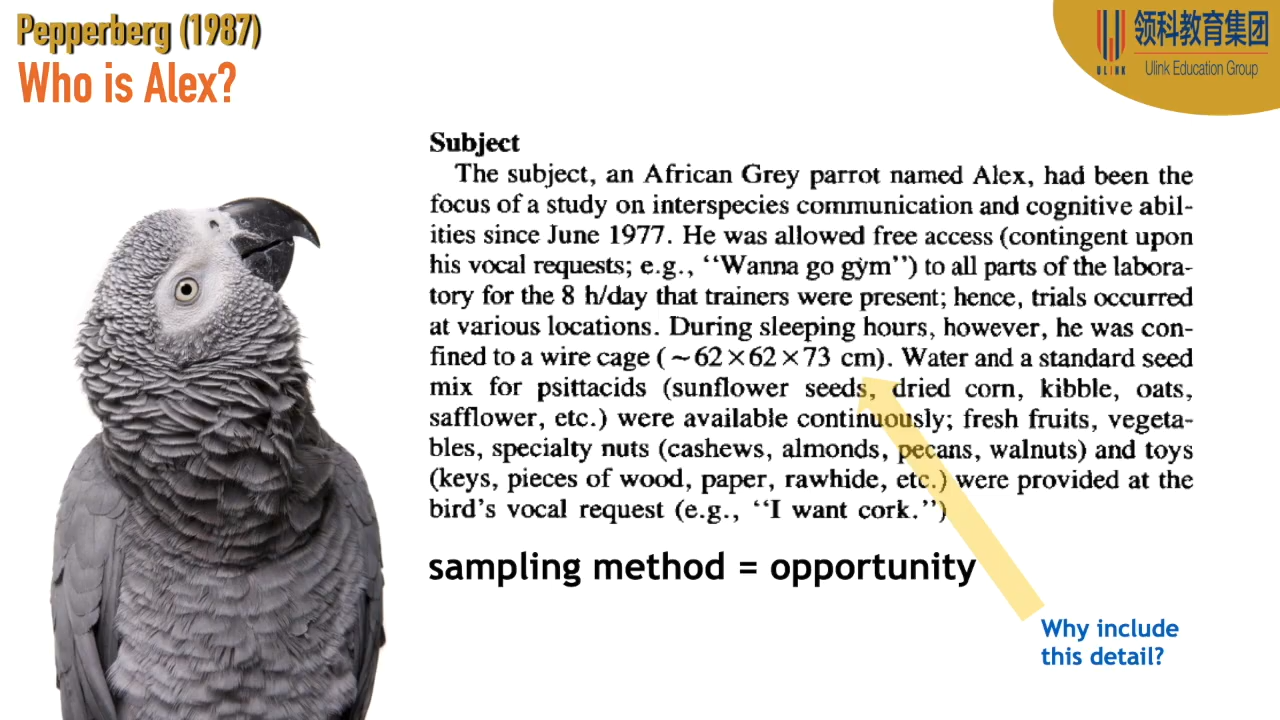 Pepperberg (1987)
Who is Alex?
领科教育集团
ULINK
Ulink Education Group
Subject
The subject, an African Grey parrot named Alex, had been the
focus of a study on interspecies communication and cognitive abil-
ities since June 1977. He was allowed free access (contingent upon
his vocal requests; e.g., “Wanna go gym”) to all parts of the labora-
tory for the 8 h/day that trainers were present; hence, trials occurred
at various locations. During sleeping hours, however, he was con-
fined to a wire cage (~62×62×73 cm). Water and a standard seed
mix for psittacids (sunflower seeds, dried corn, kibble, oats,
safflower, etc.) were available continuously; fresh fruits, vegeta-
bles, specialty nuts (cashews, almonds, pecans, walnuts) and toys
(keys, pieces of wood, paper, rawhide, etc.) were provided at the
bird’s vocal request (e.g., “I want cork.”)
sampling method = opportunity
Why include
this detail?